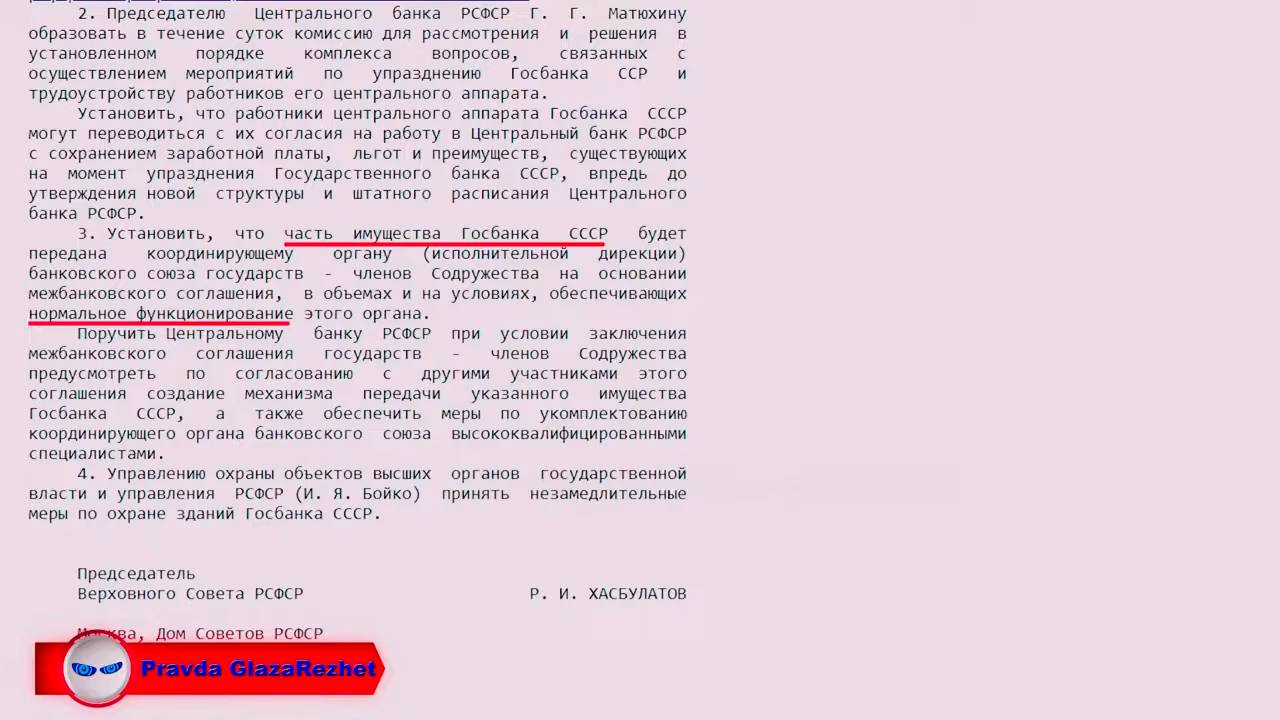 2. Председателю Центрального банка РСФСР Г. Г. Матюхину
образовать в течение суток комиссию для рассмотрения и решения в
установленном порядке комплекса вопросов, связанных с
осуществлением мероприятий по упразднению Госбанка ССР и
трудоустройству работников его центрального аппарата.
Установить, что работники центрального аппарата Госбанка СССР
могут переводиться с их согласия на работу в Центральный банк РСФСР
с сохранением заработной платы, льгот и преимуществ, существующих
на момент упразднения Государственного банка СССР, впредь до
утверждения новой структуры и штатного расписания Центрального
банка РСФСР.
3. Установить, что часть имущества Госбанка СССР будет
передана координирующему органу (исполнительной дирекции)
банковского союза государств - членов Содружества на основании
межбанковского соглашения, в объемах и на условиях, обеспечивающих
нормальное функционирование этого органа.
Поручить Центральному банку РСФСР при условии заключения
межбанковского соглашения государств - членов Содружества
предусмотреть по согласованию с другими участниками этого
соглашения создание механизма передачи указанного имущества
Госбанка СССР, а также обеспечить меры по укомплектованию
координирующего органа банковского союза высококвалифицированными
специалистами.
4. Управлению охраны объектов высших органов государственной
власти и управления РСФСР (И. Я. Бойко) принять незамедлительные
меры по охране зданий Госбанка СССР.
Председатель
Верховного Совета РСФСР Р. И. ХАСБУЛАТОВ
Москва, Дом Советов РСФСР
Pravda GlazaRezhet